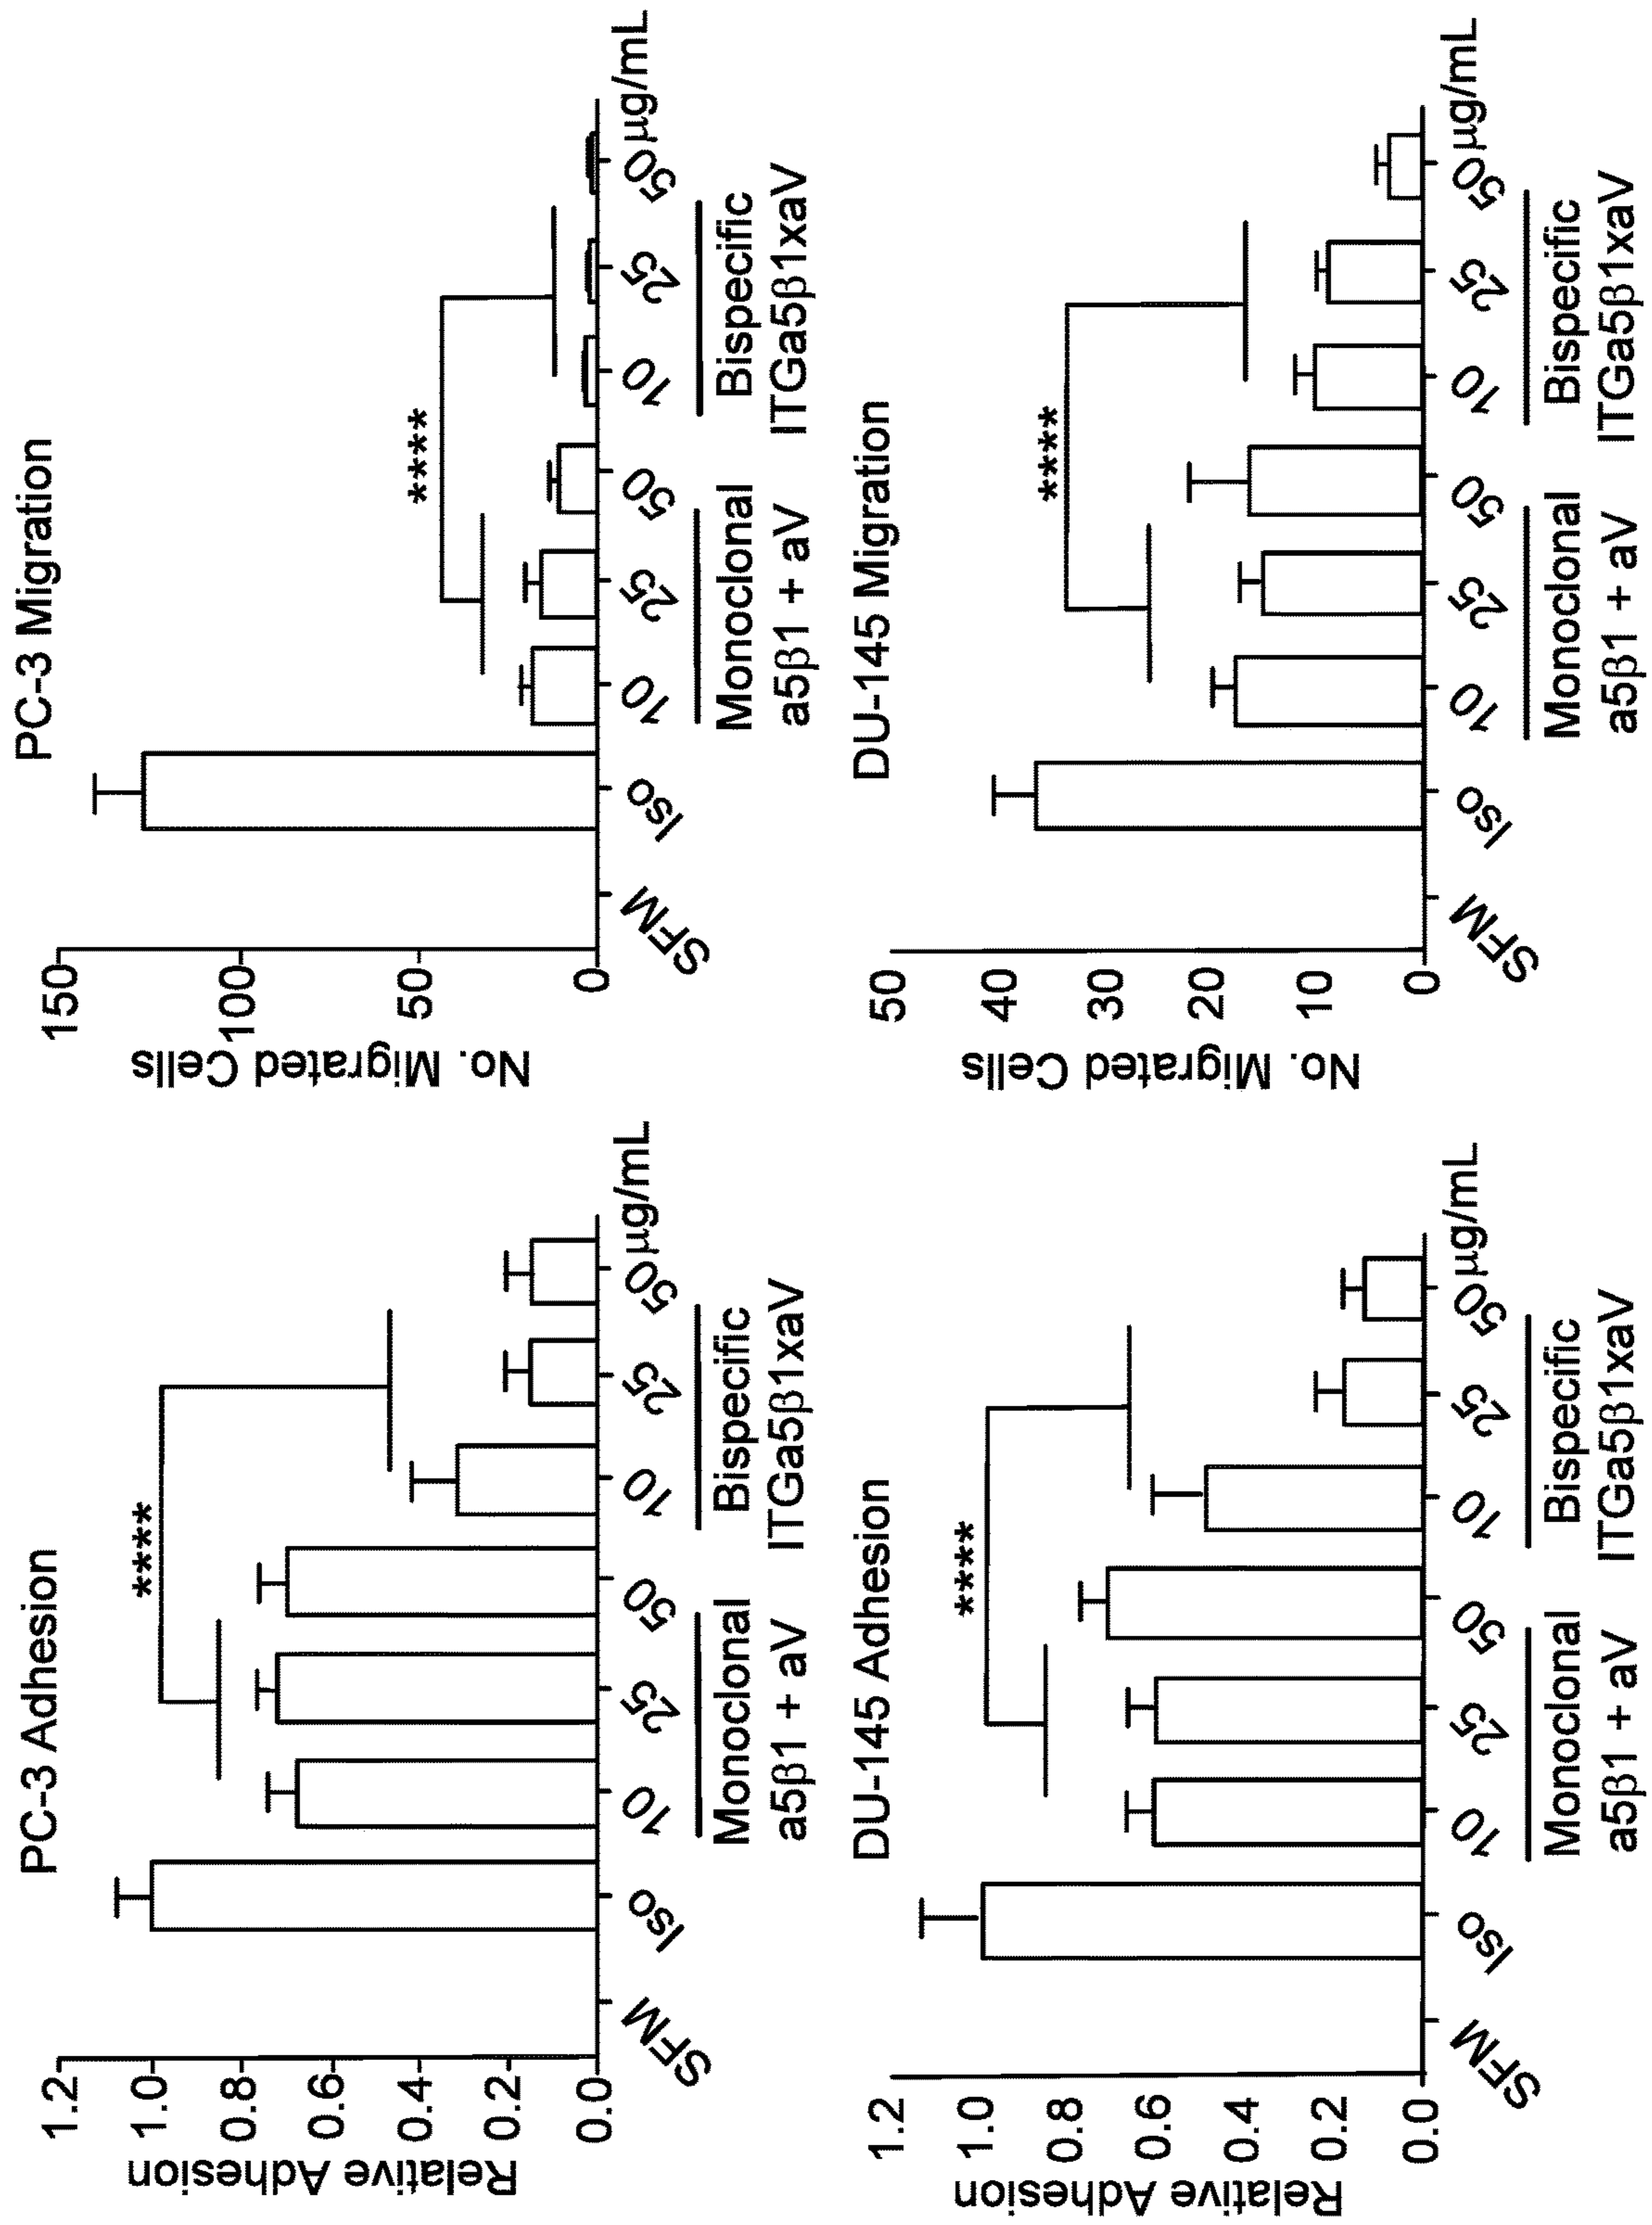 PC-3 Adhesion
Relative Adhesion
1.2
1.0
0.8
0.6
0.4
0.2
0.0
****
SFM Iso 10 25 50 10 25 50 μg/mL
Monoclonal Bispecific
a5β1 + aV ITGa5β1xaV
PC-3 Migration
No. Migrated Cells
150
100
50
0
****
SFM Iso 10 25 50 10 25 50 μg/mL
Monoclonal Bispecific
a5β1 + aV ITGa5β1xaV
DU-145 Adhesion
Relative Adhesion
1.2
1.0
0.8
0.6
0.4
0.2
0.0
****
SFM Iso 10 25 50 10 25 50 μg/mL
Monoclonal Bispecific
a5β1 + aV ITGa5β1xaV
DU-145 Migration
No. Migrated Cells
50
40
30
20
10
0
****
SFM Iso 10 25 50 10 25 50 μg/mL
Monoclonal Bispecific
a5β1 + aV ITGa5β1xaV